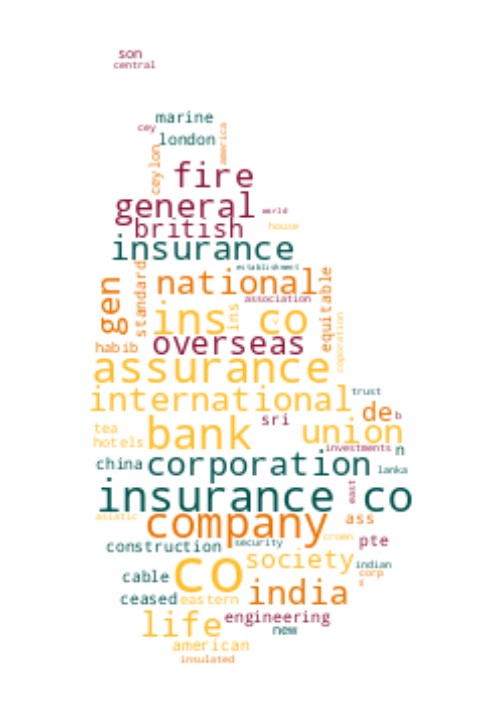 son
central
marine
cey
london
america
ceylon
fire
general
world
british
house
insurance
establishment
national
gen
standard
association
equitable
ins co
ins
overseas
corporation
habib
assurance
international
trust
de
b
sri
tea
bank
union
hotels
investments
n
china
corporation
lanka
east
insurance co
asiatic
company
ass
construction
security
crown
pte
society
indian
cable
co
corp
s
ceased
eastern
india
life
engineering
new
american
insulated